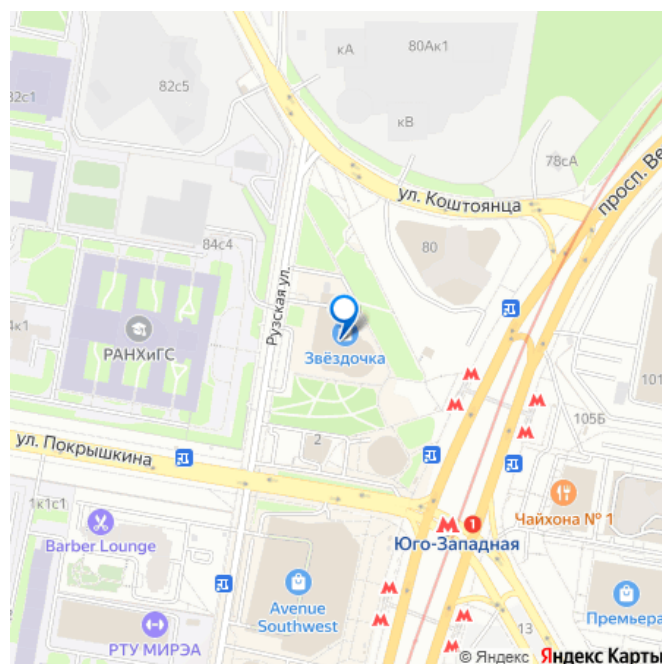 кА
80Ак1
82с5
82с1
кВ
78сА
просп. Ве
ул. Коштоянца
84с4
80
Рузская ул.
4к1
РАНХиГС
Звёздочка
101
105Б
2
ул. Покрышкина
1к1с1
Чайхона № 1
1
Юго-Западная
Barber Lounge
Avenue
Southwest
Премьера
РТУ МИРЭА
13
© Яндекс Яндекс Карты